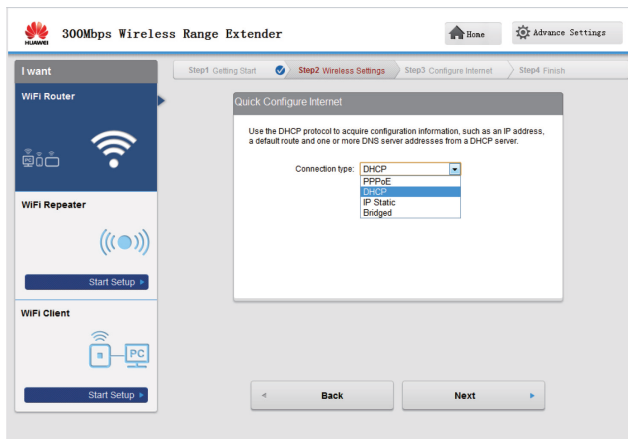 HUAWEI
300Mbps Wireless Range Extender
Home
Advance Settings
I want
Step1 Getting Start
Step2 Wireless Settings
Step3 Configure Internet
Step4 Finish
WiFi Router
Quick Configure Internet
Use the DHCP protocol to acquire configuration information, such as an IP address,
a default route and one or more DNS server addresses from a DHCP server.
Connection type: DHCP
PPPoE
DHCP
IP Static
Bridged
WiFi Repeater
Start Setup
WiFi Client
PC
Start Setup
Back
Next